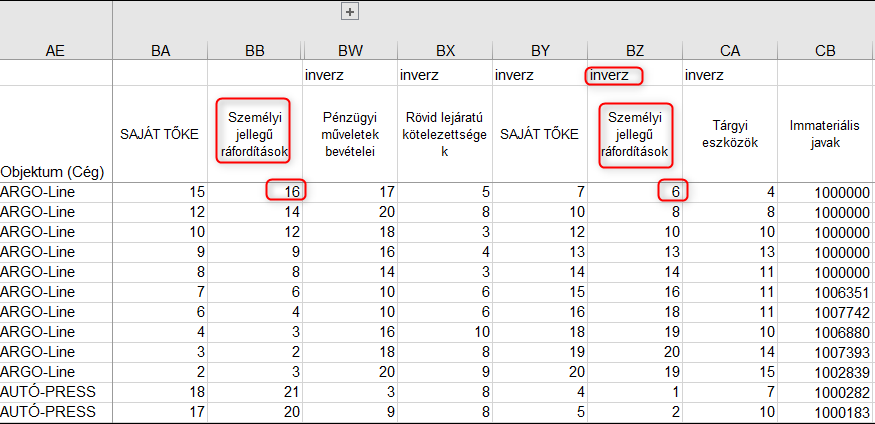 AE BA BB BW BX BY BZ CA CB
inverz inverz inverz inverz inverz
Objektum (Cég) SAJÁT TŐKE Személyi jellegű ráfordítások Pénzügyi műveletek bevételei Rövid lejáratú kötelezettsége k SAJÁT TŐKE Személyi jellegű ráfordítások Tárgyi eszközök Immateriális javak
ARGO-Line 15 16 17 5 7 6 4 1000000
ARGO-Line 12 14 20 8 10 8 8 1000000
ARGO-Line 10 12 18 3 12 10 10 1000000
ARGO-Line 9 9 16 4 13 13 13 1000000
ARGO-Line 8 8 14 3 14 14 11 1000000
ARGO-Line 7 6 10 6 15 16 11 1006351
ARGO-Line 6 4 10 6 16 18 11 1007742
ARGO-Line 4 3 16 10 18 19 10 1006880
ARGO-Line 3 2 18 8 19 20 14 1007393
ARGO-Line 2 3 20 9 20 19 15 1002839
AUTÓ-PRESS 18 21 3 8 4 1 7 1000282
AUTÓ-PRESS 17 20 9 8 5 2 10 1000183